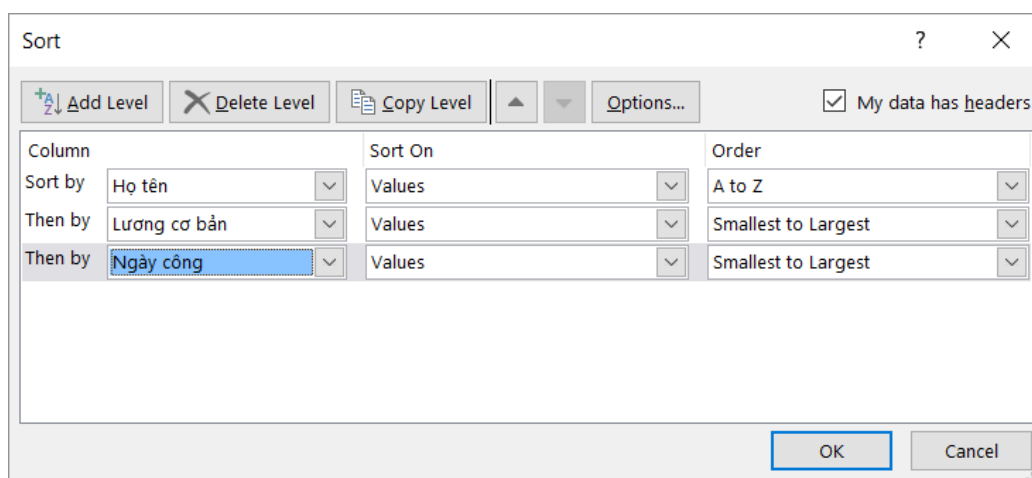 Sort ?
Add Level Delete Level Copy Level Options... My data has headers
Column Sort On Order
Sort by Họ tên Values A to Z
Then by Lương cơ bản Values Smallest to Largest
Then by Ngày công Values Smallest to Largest
OK Cancel